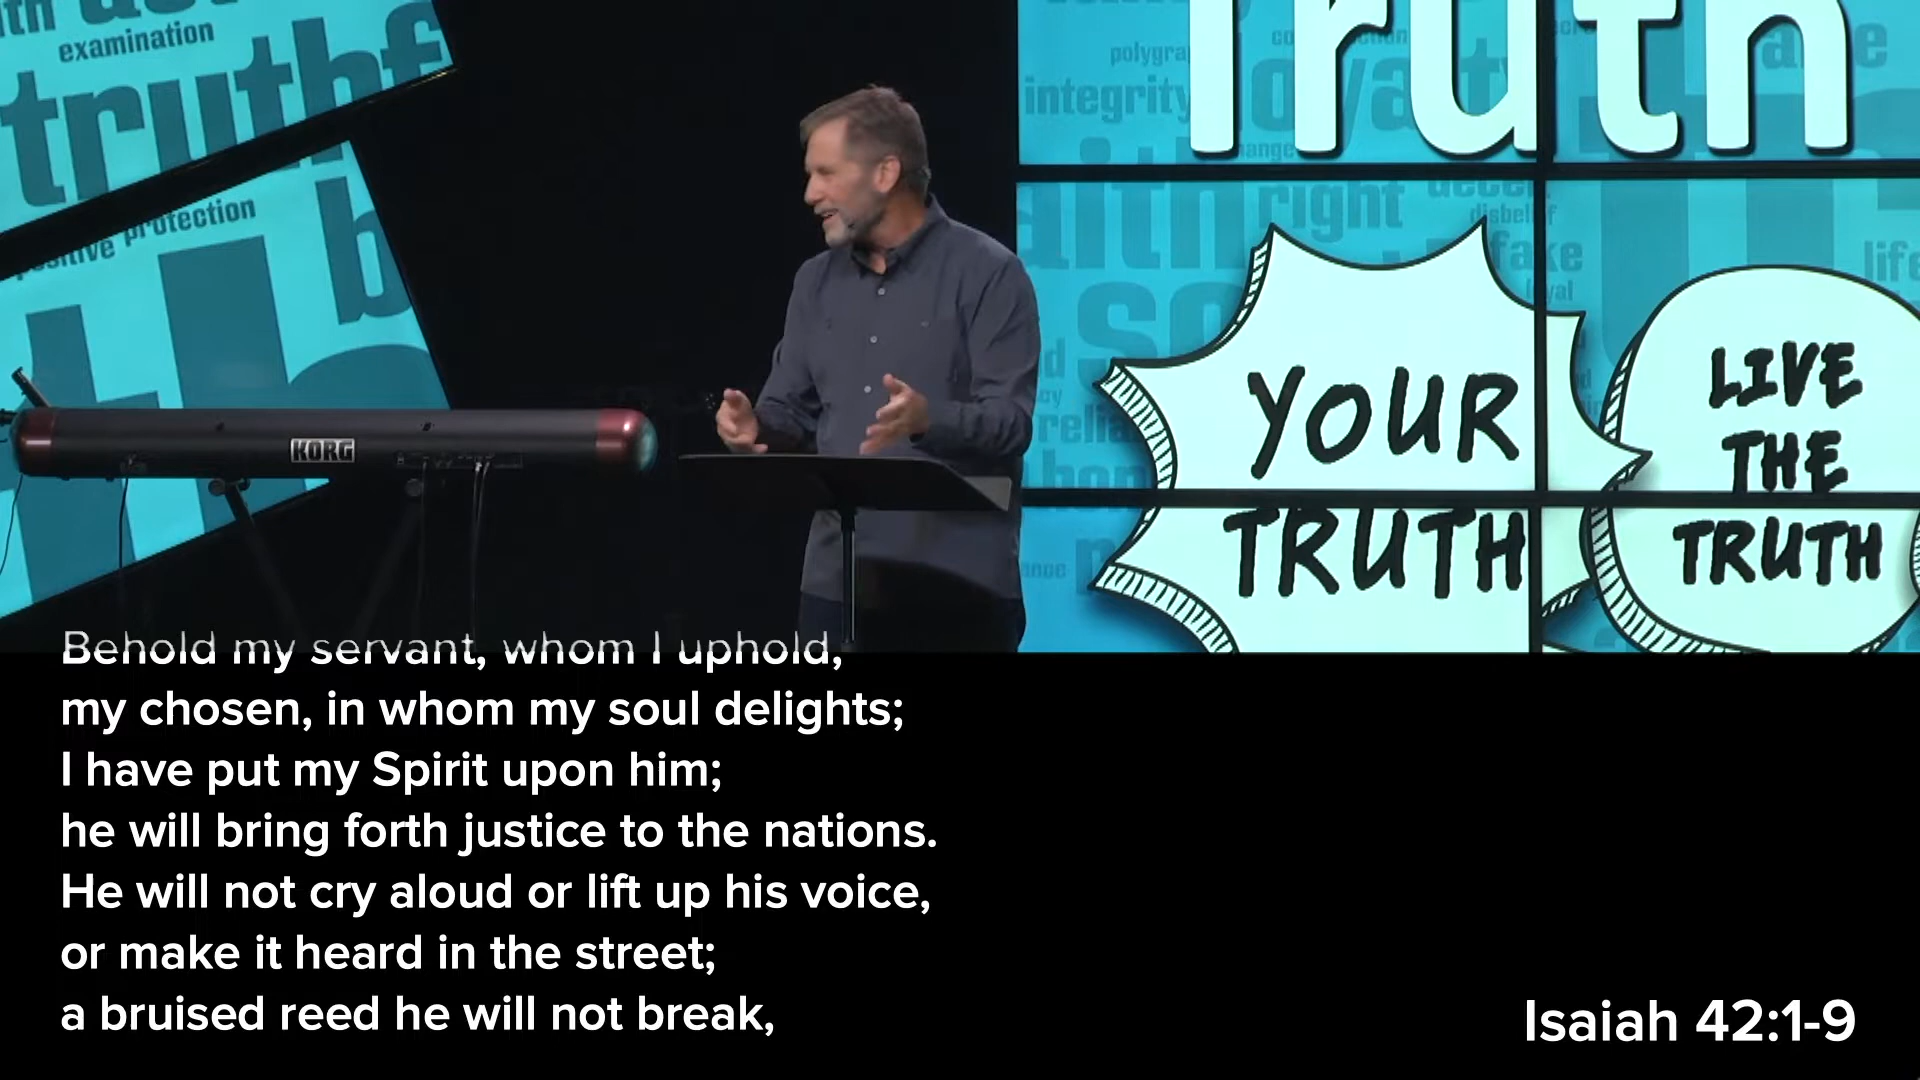 examination
truthf
protection
KORG
Truth
integrity
right
fake
YOUR
TRUTH
LIVE
THE
TRUTH
Behold my servant, whom I uphold,
my chosen, in whom my soul delights;
I have put my Spirit upon him;
he will bring forth justice to the nations.
He will not cry aloud or lift up his voice,
or make it heard in the street;
a bruised reed he will not break,
Isaiah 42:1-9